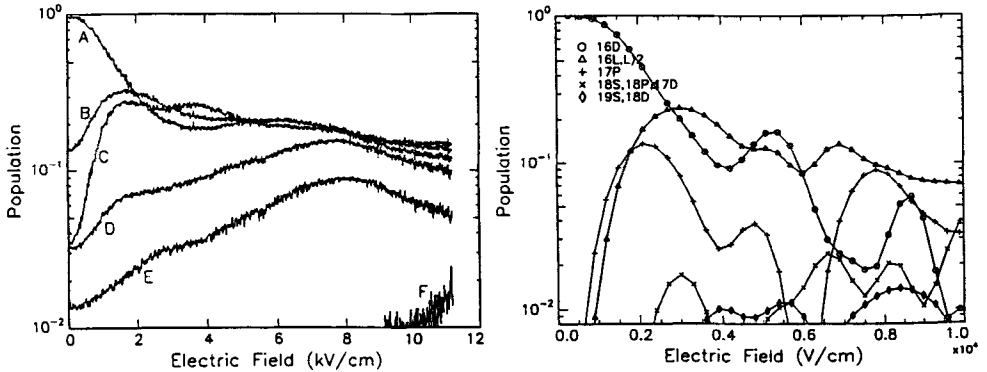 10⁰
10⁻¹
10⁻²
Population
A
B
C
D
E
F
0
2
4
6
8
10
12
Electric Field (kV/cm)
10⁰
10⁻¹
10⁻²
Population
16D
16L,L⟩2
17P
18S,18P,17D
19S,18D
0.0
0.2
0.4
0.6
0.8
1.0
×10⁴
Electric Field (V/cm)